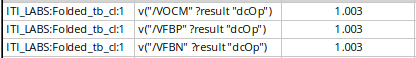 ITI_LABS:Folded_tb_cl:1 v("/VOCM" ?result "dcOp") 1.003
ITI_LABS:Folded_tb_cl:1 v("/VFBP" ?result "dcOp") 1.003
ITI_LABS:Folded_tb_cl:1 v("/VFBN" ?result "dcOp") 1.003